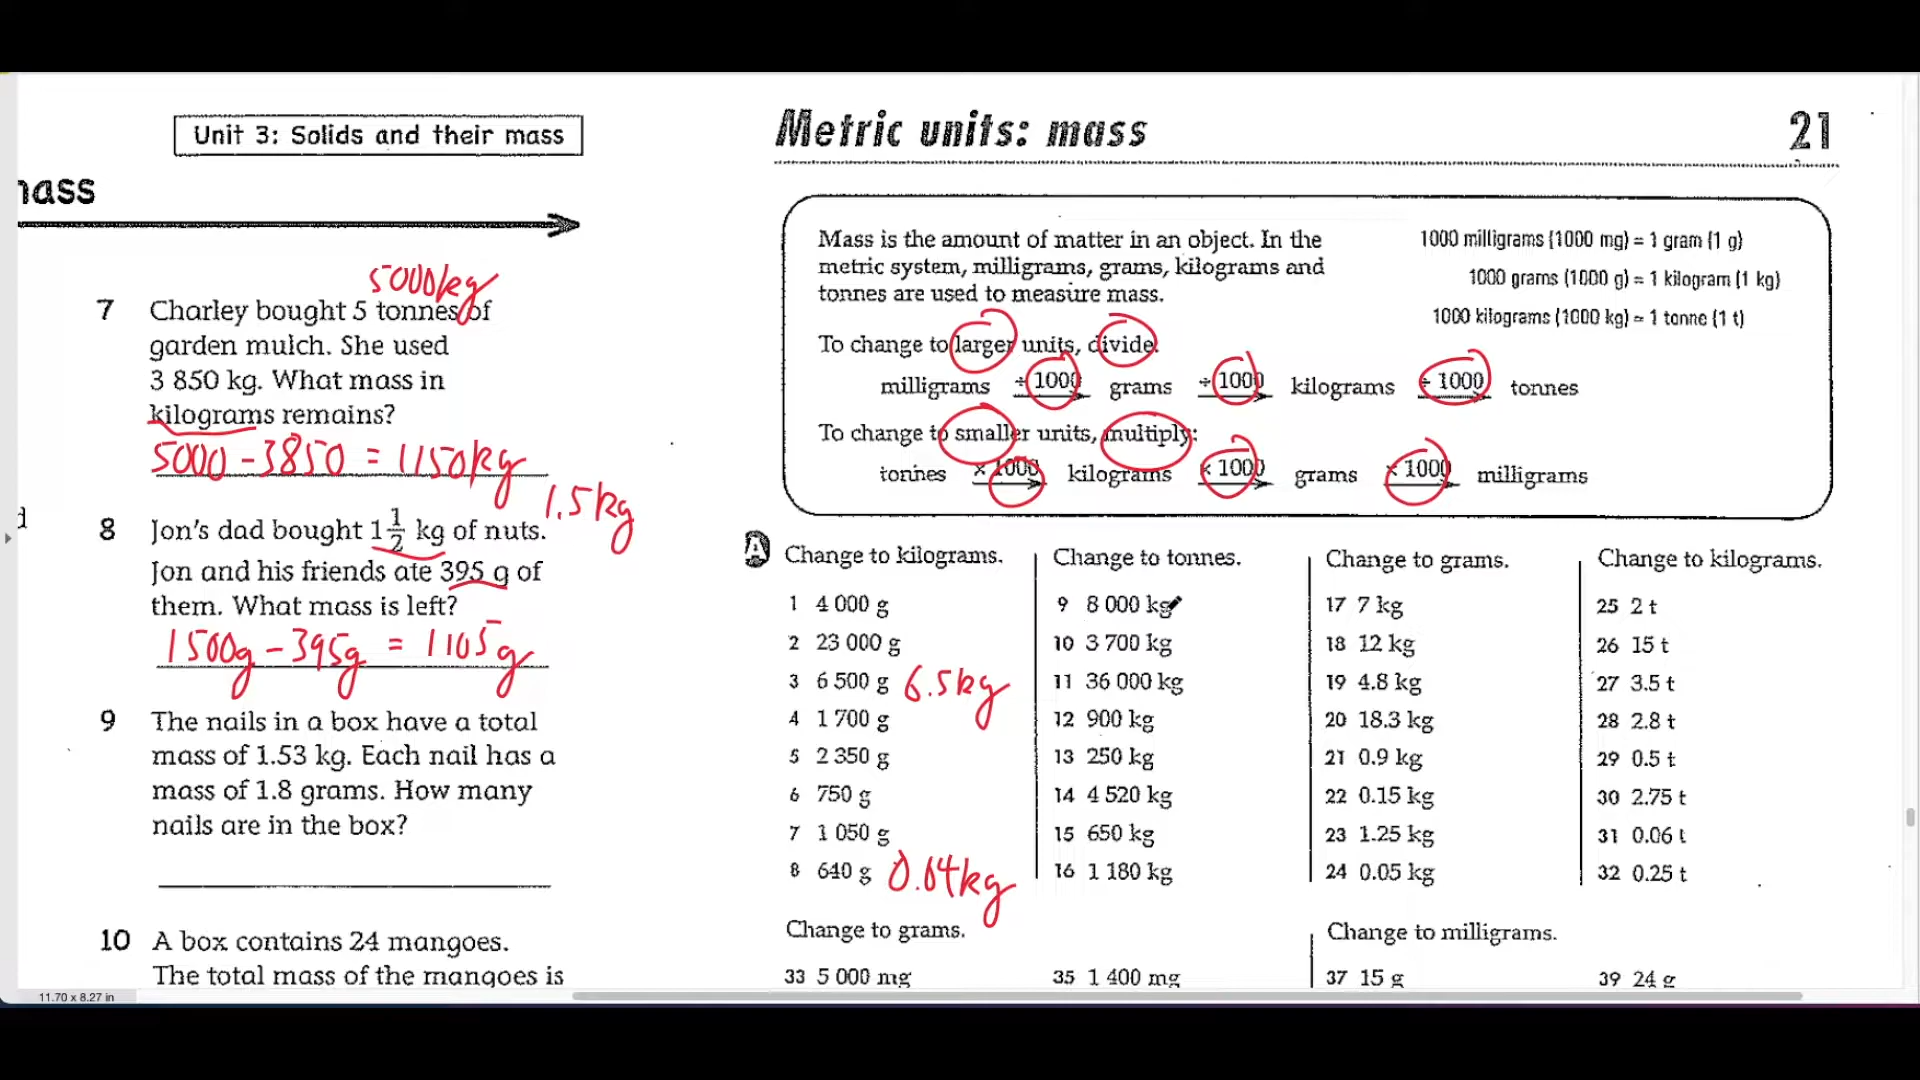 Unit 3: Solids and their mass
mass
5000kg
7 Charley bought 5 tonnes of
garden mulch. She used
3 850 kg. What mass in
kilograms remains?
5000 - 3850 = 1150kg
1.5kg
8 Jon's dad bought 1 1/2 kg of nuts.
Jon and his friends ate 395 g of
them. What mass is left?
1500g - 395g = 1105g
9 The nails in a box have a total
mass of 1.53 kg. Each nail has a
mass of 1.8 grams. How many
nails are in the box?
10 A box contains 24 mangoes.
The total mass of the mangoes is
11.70 x 8.27 in
Metric units: mass
21
Mass is the amount of matter in an object. In the
metric system, milligrams, grams, kilograms and
tonnes are used to measure mass.
1000 milligrams (1000 mg) = 1 gram (1 g)
1000 grams (1000 g) = 1 kilogram (1 kg)
1000 kilograms (1000 kg) = 1 tonne (1 t)
To change to larger units, divide:
milligrams ÷ 1000 grams ÷ 1000 kilograms ÷ 1000 tonnes
To change to smaller units, multiply:
tonnes × 1000 kilograms × 1000 grams × 1000 milligrams
A Change to kilograms.
1 4 000 g
2 23 000 g
3 6 500 g 6.5kg
4 1 700 g
5 2 350 g
6 750 g
7 1 050 g
8 640 g 0.64kg
Change to tonnes.
9 8 000 kg
10 3 700 kg
11 36 000 kg
12 900 kg
13 250 kg
14 4 520 kg
15 650 kg
16 1 180 kg
Change to grams.
17 7 kg
18 12 kg
19 4.8 kg
20 18.3 kg
21 0.9 kg
22 0.15 kg
23 1.25 kg
24 0.05 kg
Change to kilograms.
25 2 t
26 15 t
27 3.5 t
28 2.8 t
29 0.5 t
30 2.75 t
31 0.06 t
32 0.25 t
Change to grams.
33 5 000 mg
35 1 400 mg
Change to milligrams.
37 15 g
39 24 g